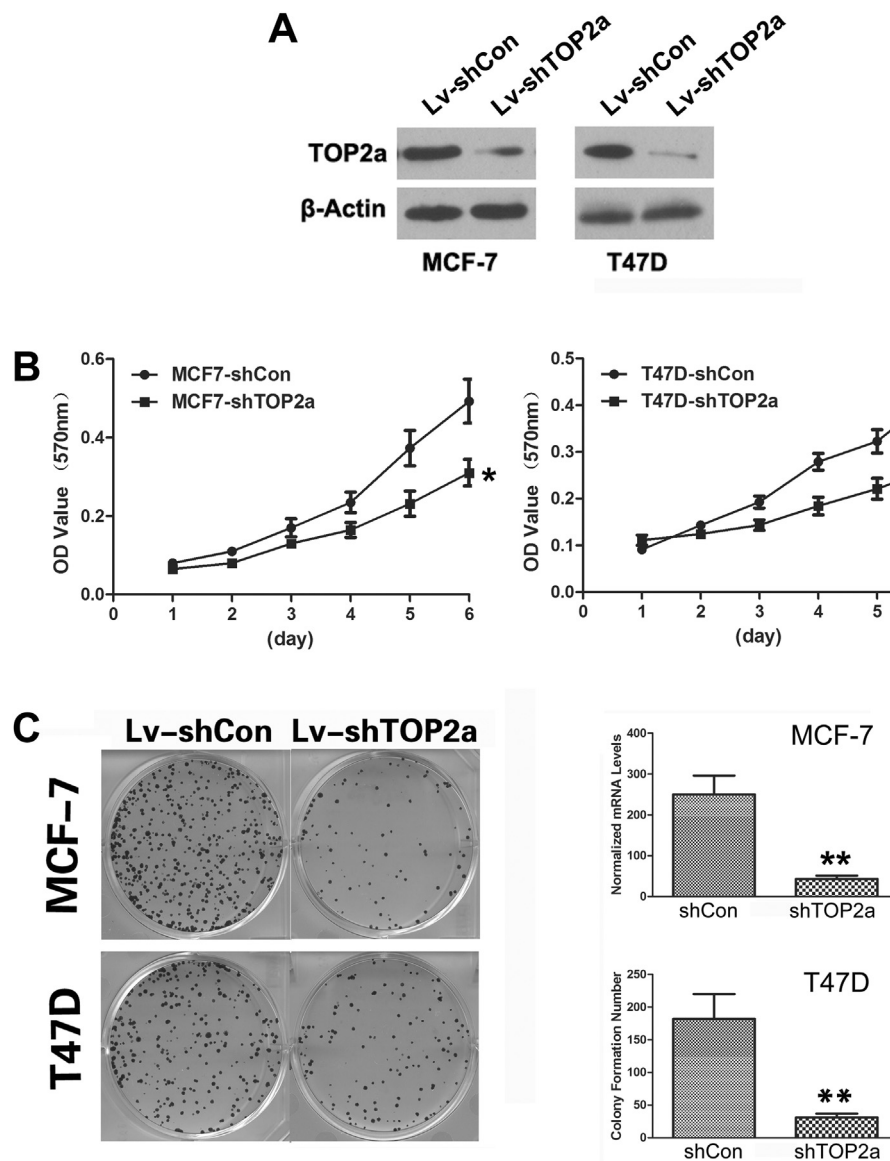 A
Lv-shCon
Lv-shTOP2a
Lv-shCon
Lv-shTOP2a
TOP2a
β-Actin
MCF-7
T47D
B
0.6
0.4
0.2
0.0
OD Value （570nm）
MCF7-shCon
MCF7-shTOP2a
*
0 1 2 3 4 5 6
(day)
0.5
0.4
0.3
0.2
0.1
0.0
OD Value （570nm）
T47D-shCon
T47D-shTOP2a
0 1 2 3 4 5
(day)
C
Lv–shCon Lv–shTOP2a
MCF–7
T47D
MCF-7
Normalized mRNA Levels
400
300
200
100
50
0
**
shCon shTOP2a
T47D
Colony Formation Number
250
200
150
100
50
0
**
shCon shTOP2a